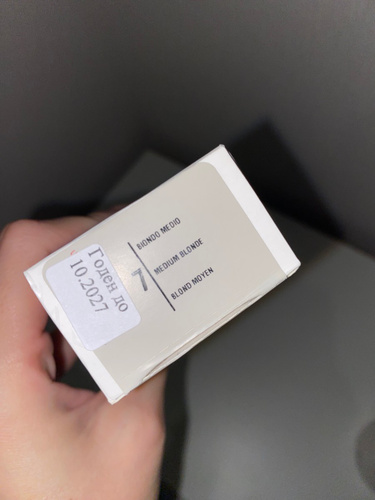 Годен до
10.2027
7
BIONDO MEDIO
MEDIUM BLONDE
BLOND MOYEN